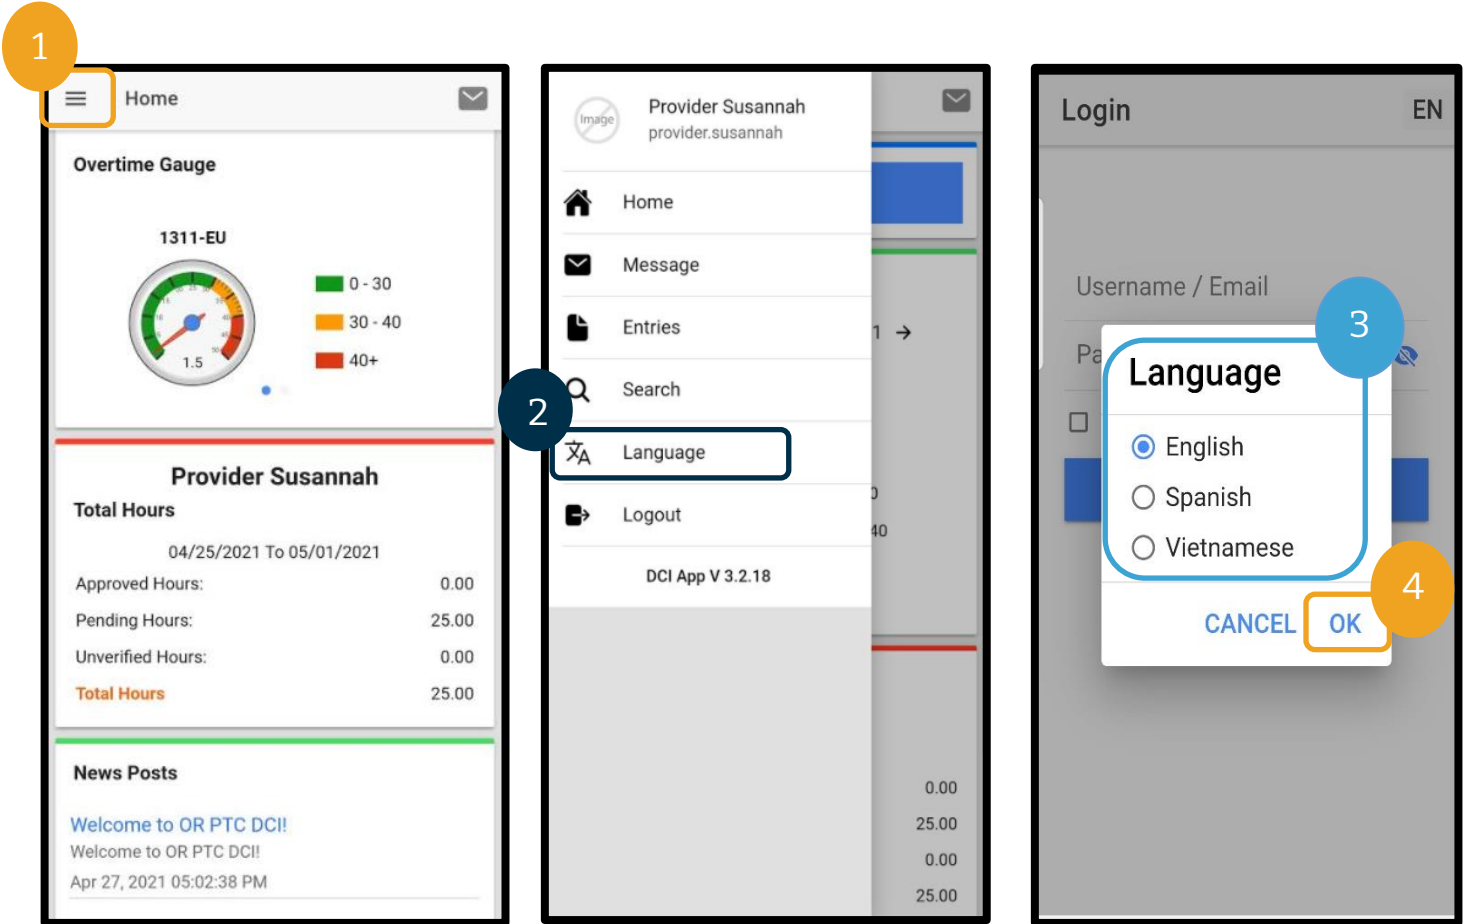 1
Home
Overtime Gauge
1311-EU
0 - 30
30 - 40
40+
1.5
Provider Susannah
Total Hours
04/25/2021 To 05/01/2021
Approved Hours: 0.00
Pending Hours: 25.00
Unverified Hours: 0.00
Total Hours 25.00
News Posts
Welcome to OR PTC DCI!
Welcome to OR PTC DCI!
Apr 27, 2021 05:02:38 PM
Image
Provider Susannah
provider.susannah
Home
Message
Entries
1
Search
2
Language
Logout
40
DCI App V 3.2.18
0.00
25.00
0.00
25.00
Login EN
Username / Email
3
Pa
Language
English
Spanish
Vietnamese
4
CANCEL OK